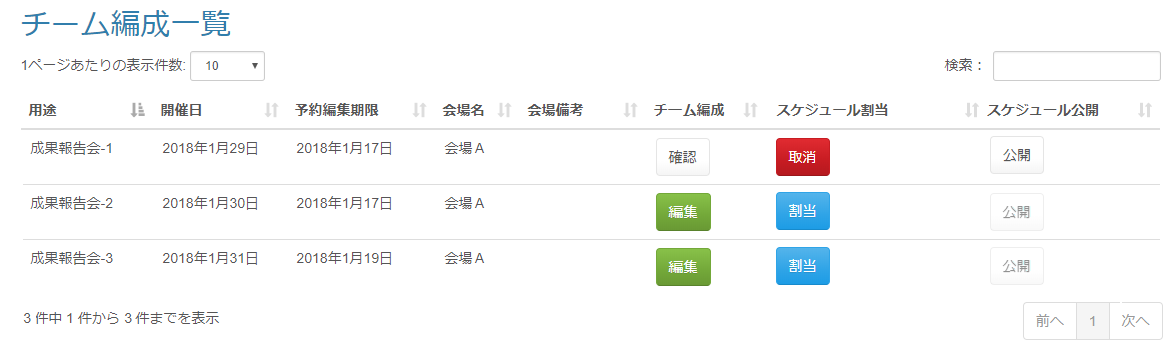 チーム編成一覧
1ページあたりの表示件数: 10 検索：
用途 開催日 予約編集期限 会場名 会場備考 チーム編成 スケジュール割当 スケジュール公開
成果報告会-1 2018年1月29日 2018年1月17日 会場Ａ 確認 取消 公開
成果報告会-2 2018年1月30日 2018年1月17日 会場Ａ 編集 割当 公開
成果報告会-3 2018年1月31日 2018年1月19日 会場Ａ 編集 割当 公開
3 件中 1 件から 3 件までを表示 前へ 1 次へ